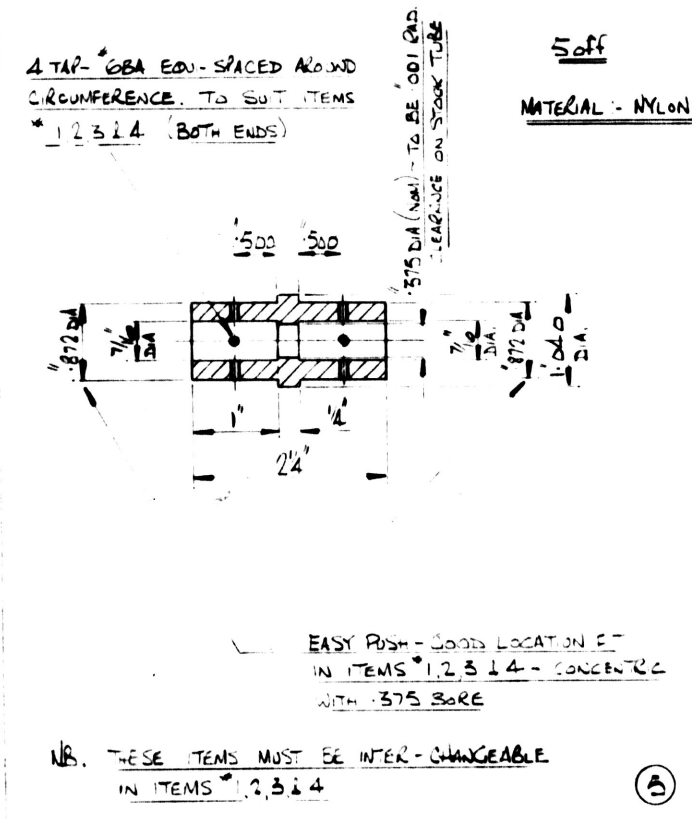 4 TAP - #6BA EQU-SPACED AROUND
CIRCUMFERENCE. TO SUIT ITEMS
# 1 2 3 & 4 (BOTH ENDS)
5 off
MATERIAL :- NYLON
.375 DIA (NOM) - TO BE .001 RAD.
CLEARANCE ON STOCK TUBE
.500" .500"
.872" DIA
7/16" DIA
7/16" DIA.
.872" DIA
1.040" DIA.
1" 1/4"
2 1/4"
EASY PUSH - GOOD LOCATION FIT
IN ITEMS # 1,2,3 & 4 - CONCENTRIC
WITH .375 BORE
NB. THESE ITEMS MUST BE INTER-CHANGEABLE
IN ITEMS # 1,2,3 & 4
5